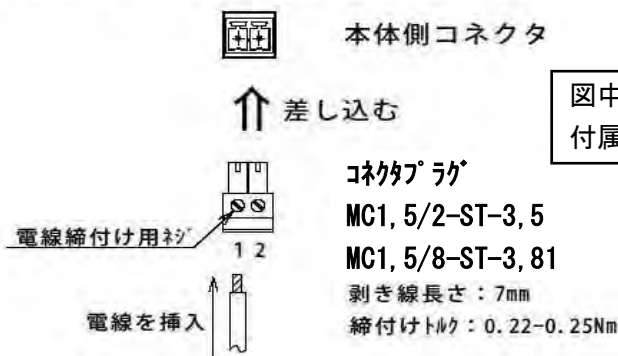 本体側コネクタ
差し込む
図中
付属
コネクタプラグ
MC1,5/2-ST-3,5
MC1,5/8-ST-3,81
電線締付け用ネジ
1 2
剥き線長さ：7mm
電線を挿入
締付けトルク：0.22-0.25Nm